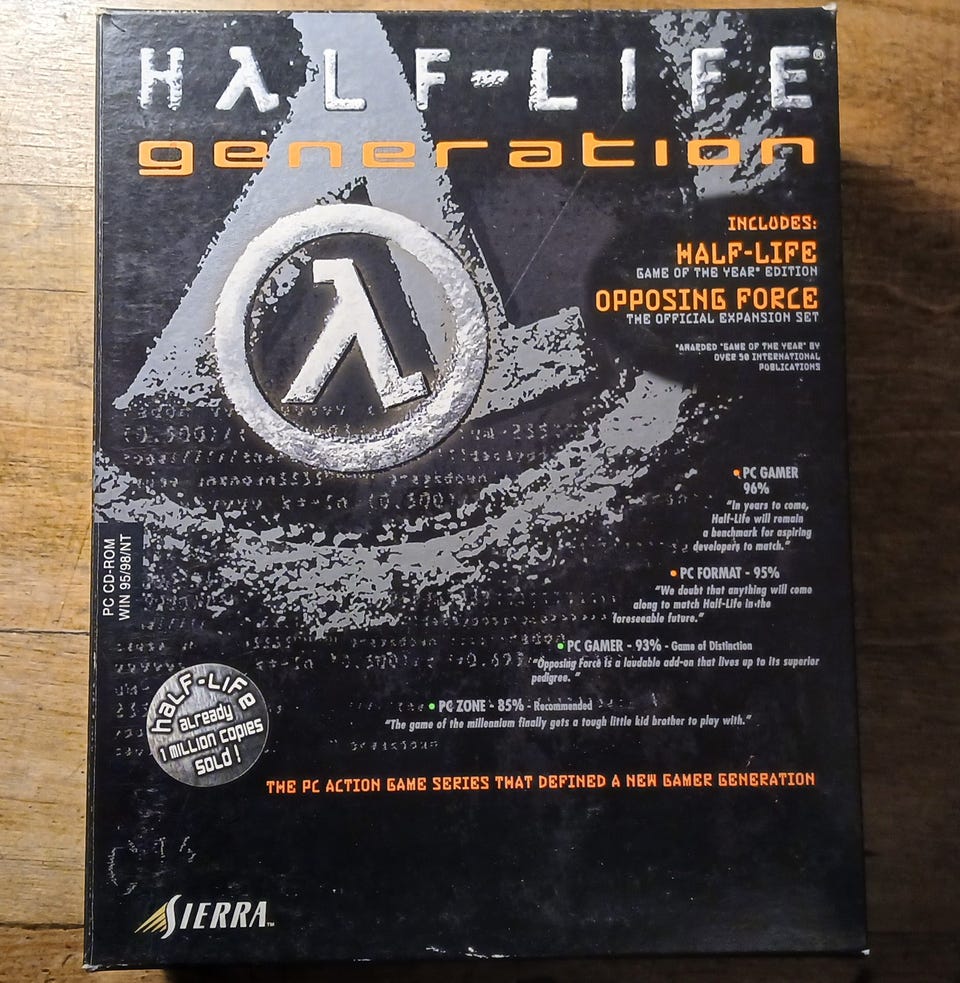 HλLF-LIFE®
generation
INCLUDES:
HALF-LIFE
GAME OF THE YEAR* EDITION
OPPOSING FORCE
THE OFFICIAL EXPANSION SET
*AWARDED "GAME OF THE YEAR" BY
OVER 50 INTERNATIONAL
PUBLICATIONS
λ
PC GAMER
96%
"In years to come,
Half-Life will remain
a benchmark for aspiring
developers to match."
PC FORMAT - 95%
"We doubt that anything will come
along to match Half-Life in the
foreseeable future."
PC GAMER - 93% - Game of Distinction
"Opposing Force is a laudable add-on that lives up to its superior
pedigree. "
PC ZONE - 85% - Recommended
"The game of the millennium finally gets a tough little kid brother to play with."
PC CD-ROM
WIN 95/98/NT
HALF-LIFE
already
1 MILLION COPIES
SOLD!
THE PC ACTION GAME SERIES THAT DEFINED A NEW GAMER GENERATION
SIERRA™